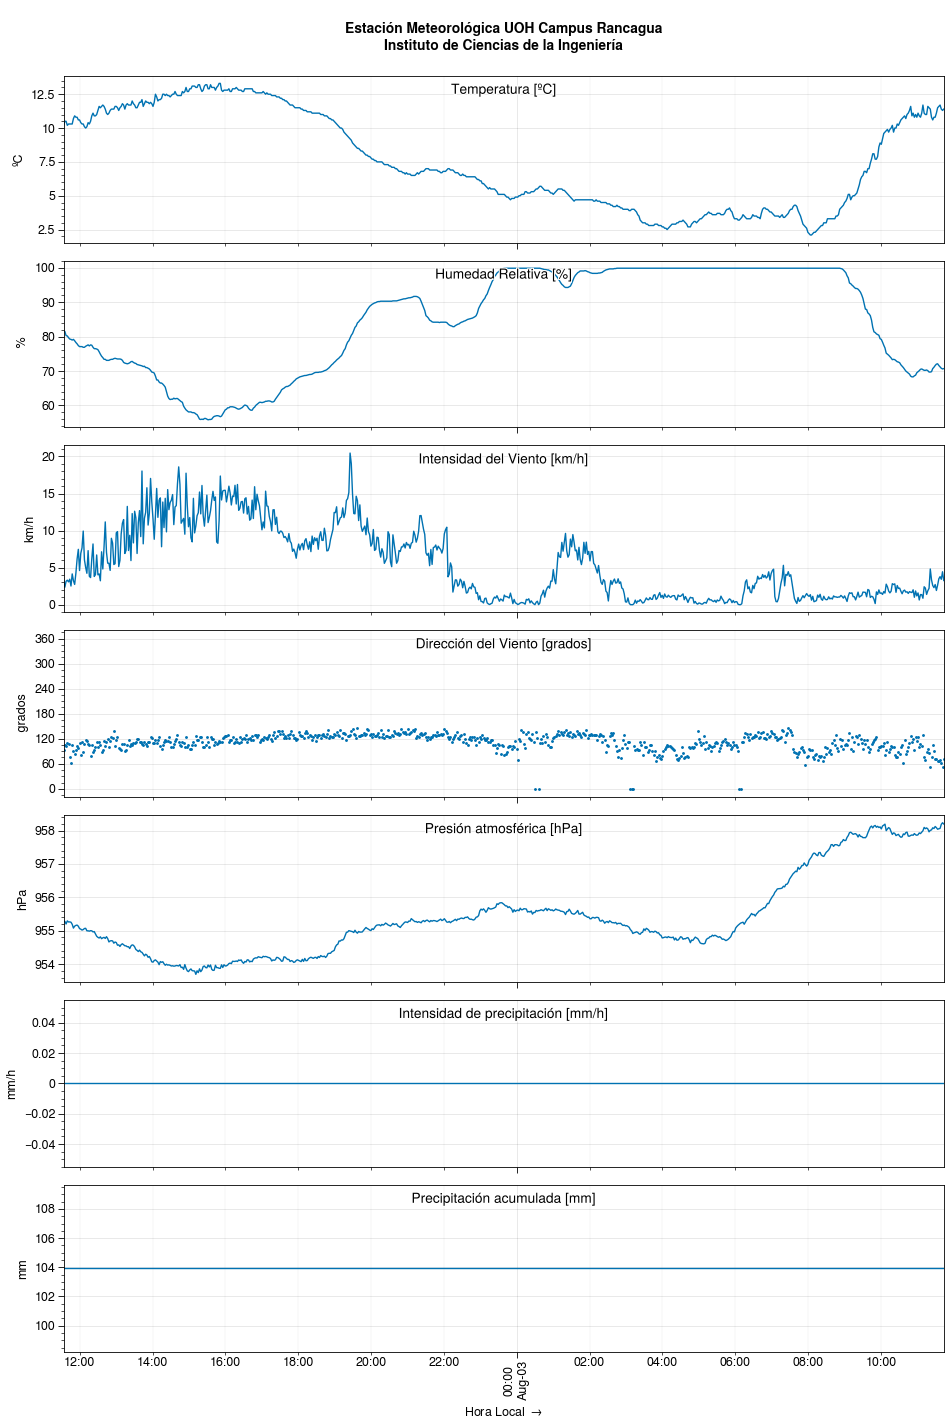 Estación Meteorológica UOH Campus Rancagua
Instituto de Ciencias de la Ingeniería
Temperatura [ºC]
12.5
10
7.5
5
2.5
ºC
Humedad Relativa [%]
100
90
80
70
60
%
Intensidad del Viento [km/h]
20
15
10
5
0
km/h
Dirección del Viento [grados]
360
300
240
180
120
60
0
grados
Presión atmosférica [hPa]
958
957
956
955
954
hPa
Intensidad de precipitación [mm/h]
0.04
0.02
0
−0.02
−0.04
mm/h
Precipitación acumulada [mm]
108
106
104
102
100
mm
12:00 14:00 16:00 18:00 20:00 22:00 00:00 02:00 04:00 06:00 08:00 10:00
Aug-03
Hora Local →